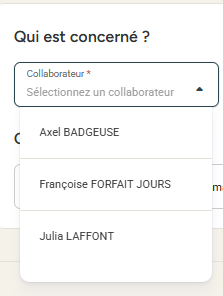 Qui est concerné ?
Collaborateur *
Sélectionnez un collaborateur
Axel BADGEUSE
Françoise FORFAIT JOURS
Julia LAFFONT